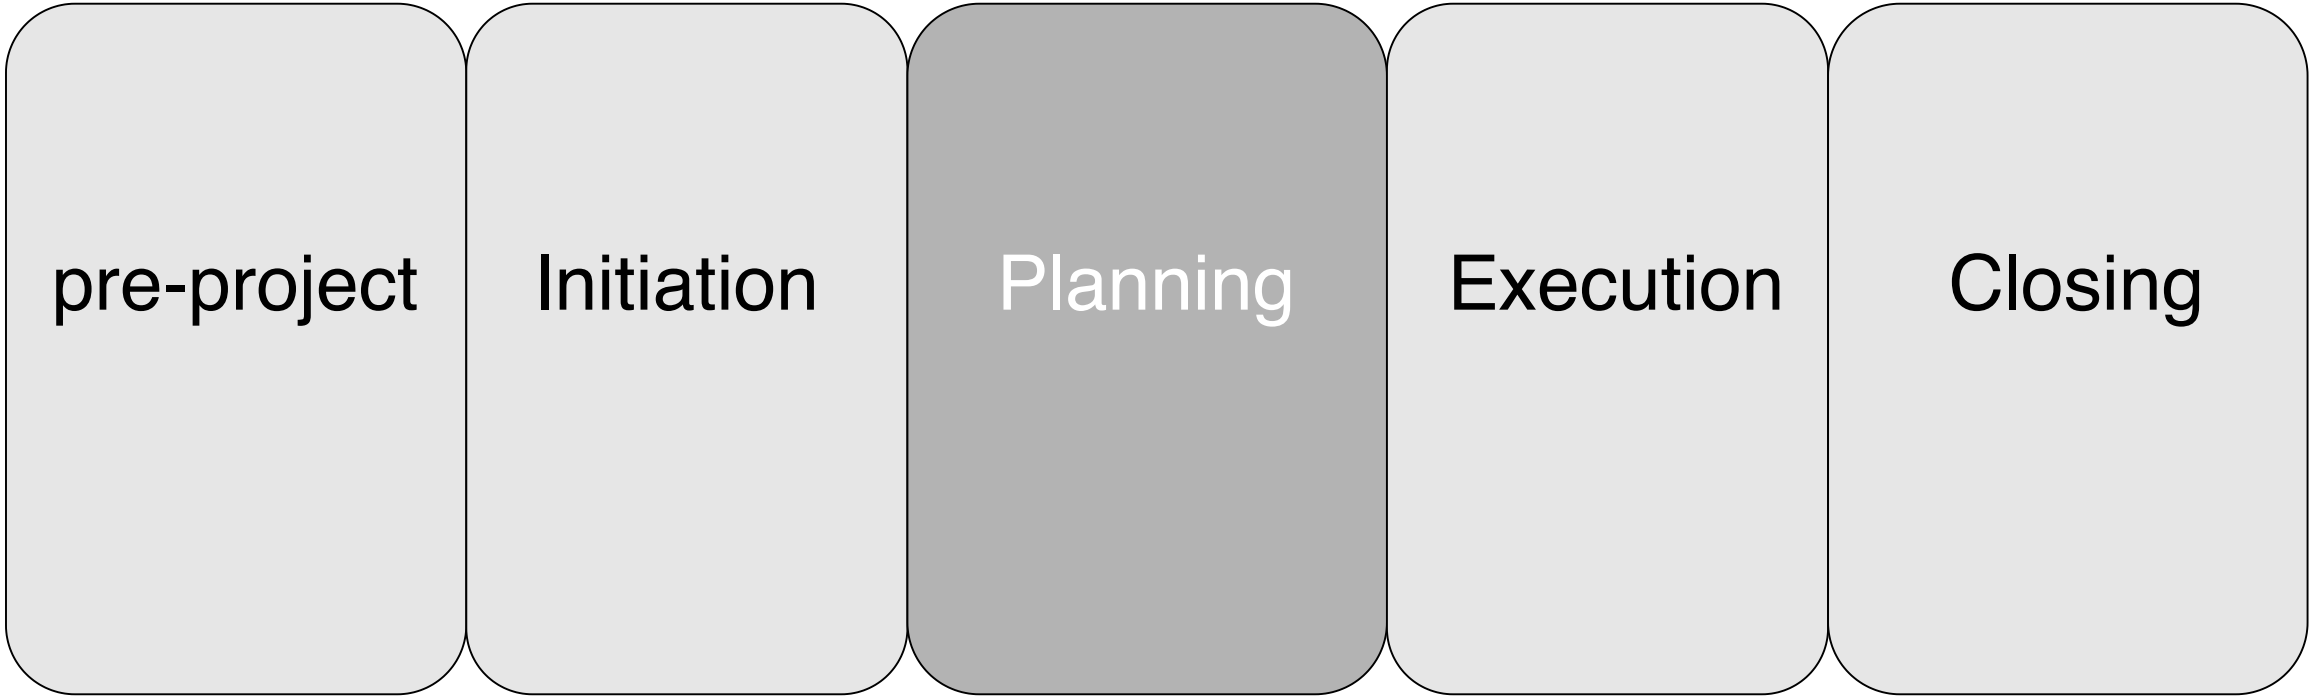 pre-project
Initiation
Planning
Execution
Closing